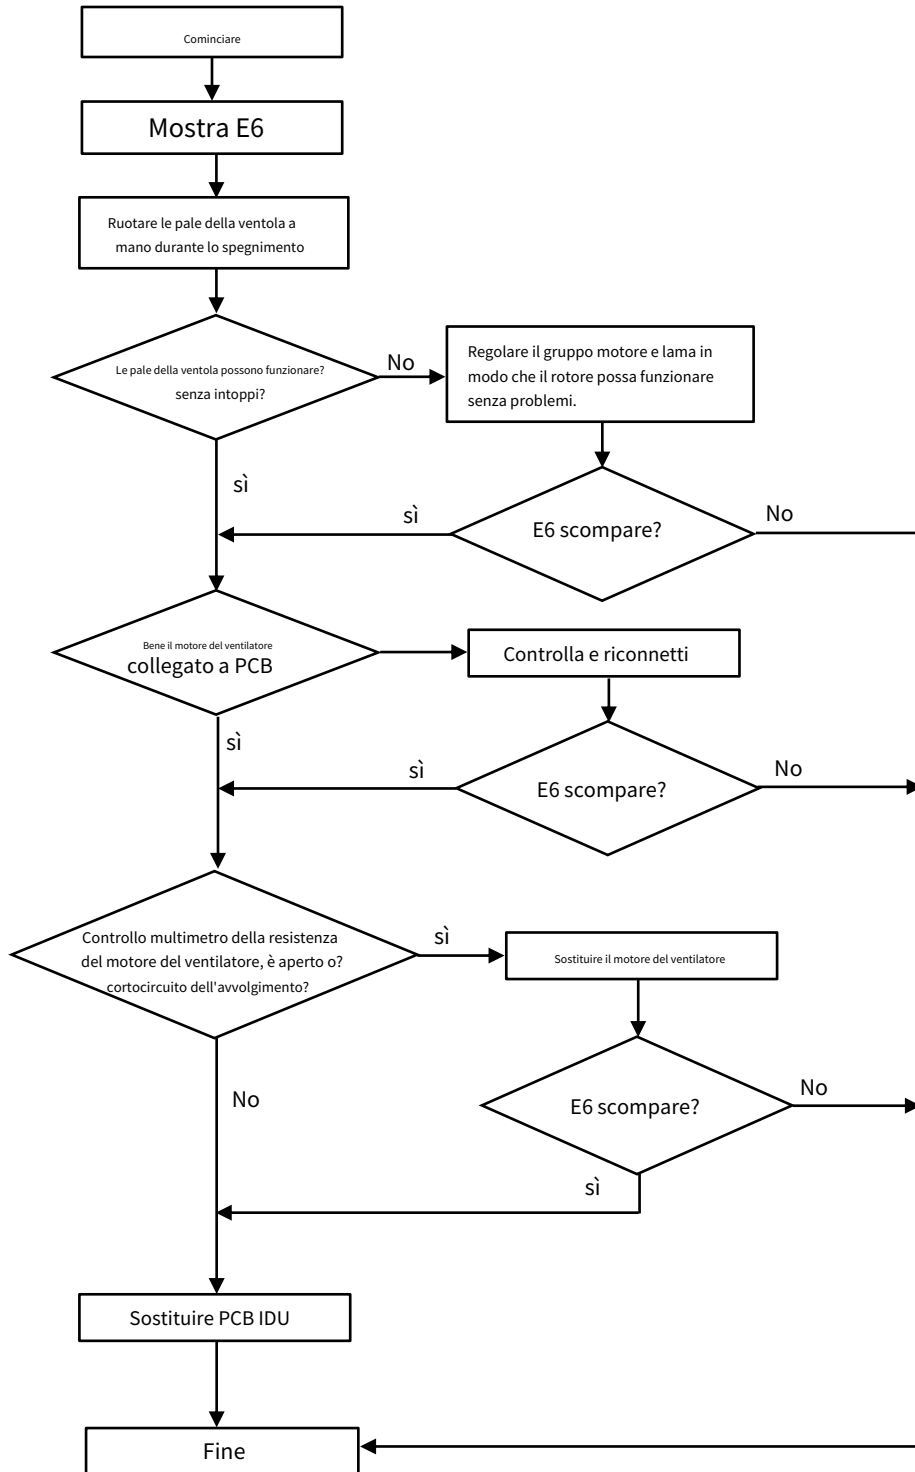 Cominciare
Mostra E6
Ruotare le pale della ventola a
mano durante lo spegnimento
Le pale della ventola possono funzionare?
senza intoppi?
No
Regolare il gruppo motore e lama in
modo che il rotore possa funzionare
senza problemi.
sì
sì
E6 scompare?
No
Bene il motore del ventilatore
collegato a PCB
Controlla e riconnetti
sì
sì
E6 scompare?
No
Controllo multimetro della resistenza
del motore del ventilatore, è aperto o?
cortocircuito dell'avvolgimento?
sì
Sostituire il motore del ventilatore
No
E6 scompare?
No
sì
Sostituire PCB IDU
Fine